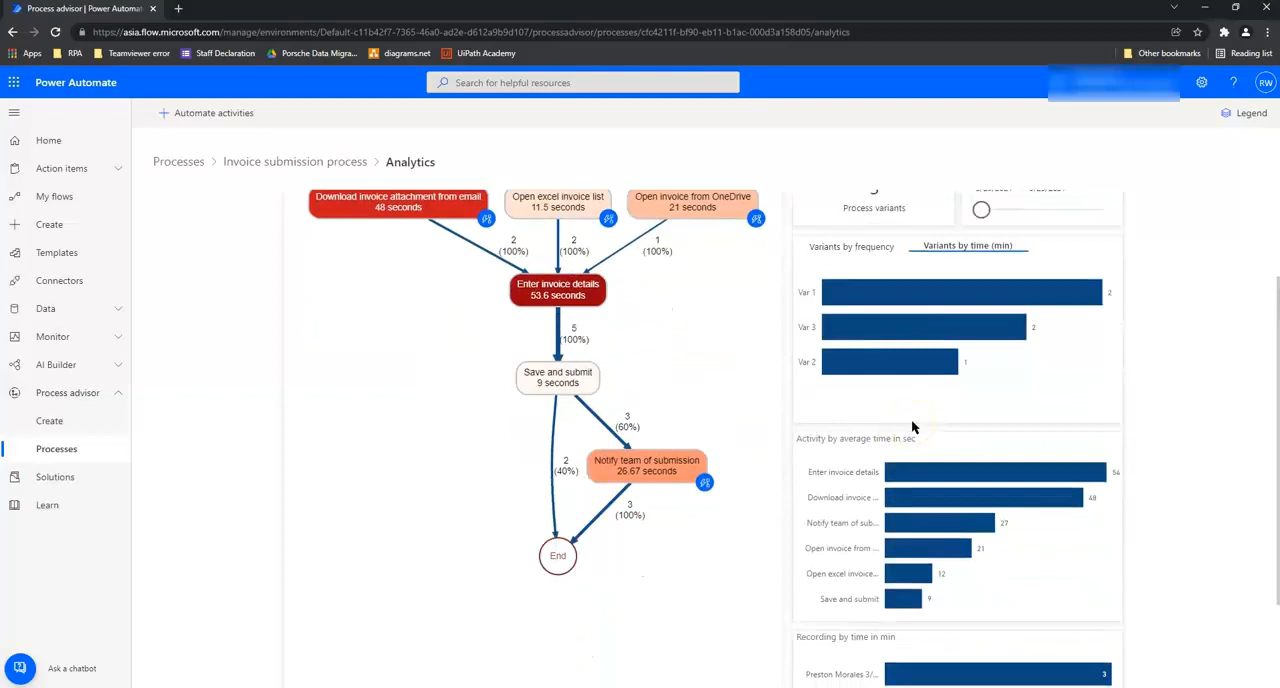 Process advisor | Power Automat
https://asia.flow.microsoft.com/manage/environments/Default-c11b42f7-7365-46a0-ad2e-d612a9b9d107/processadvisor/processes/cfc4211f-bf90-eb11-b1ac-000d3a158d05/analytics
Apps RPA Teamviewer error Staff Declaration Porsche Data Migra... diagrams.net UiPath Academy Other bookmarks Reading list
Power Automate
Search for helpful resources
RW
Automate activities
Legend
Home
Action items
My flows
Create
Templates
Connectors
Data
Monitor
AI Builder
Process advisor
Create
Processes
Solutions
Learn
Ask a chatbot
Processes > Invoice submission process > Analytics
Download invoice attachment from email
48 seconds
Open excel invoice list
11.5 seconds
Open invoice from OneDrive
21 seconds
2
(100%)
2
(100%)
1
(100%)
Enter invoice details
53.6 seconds
5
(100%)
Save and submit
9 seconds
3
(60%)
2
(40%)
Notify team of submission
26.67 seconds
3
(100%)
End
Process variants
Variants by frequency
Variants by time (min)
Var 1 2
Var 3 2
Var 2 1
Activity by average time in sec
Enter invoice details 54
Download invoice ... 48
Notify team of sub... 27
Open invoice from ... 21
Open excel invoice... 12
Save and submit 9
Recording by time in min
Preston Morales 3/... 3